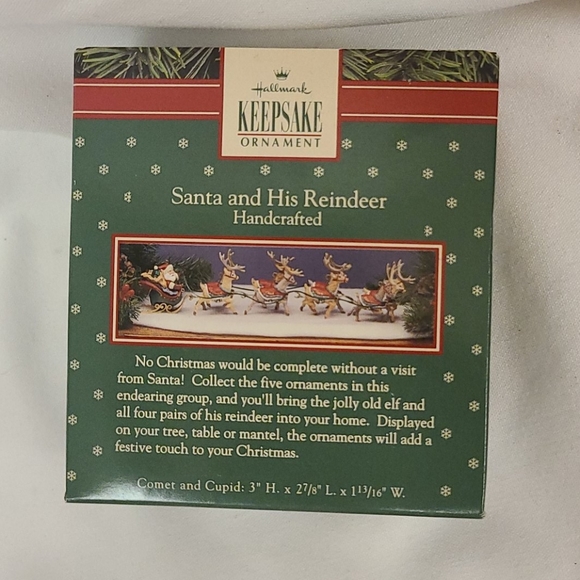 Hallmark
KEEPSAKE
ORNAMENT
Santa and His Reindeer
Handcrafted
No Christmas would be complete without a visit
from Santa! Collect the five ornaments in this
endearing group, and you'll bring the jolly old elf and
all four pairs of his reindeer into your home. Displayed
on your tree, table or mantel, the ornaments will add a
festive touch to your Christmas.
Comet and Cupid: 3" H. x 27/8" L. x 113/16" W.